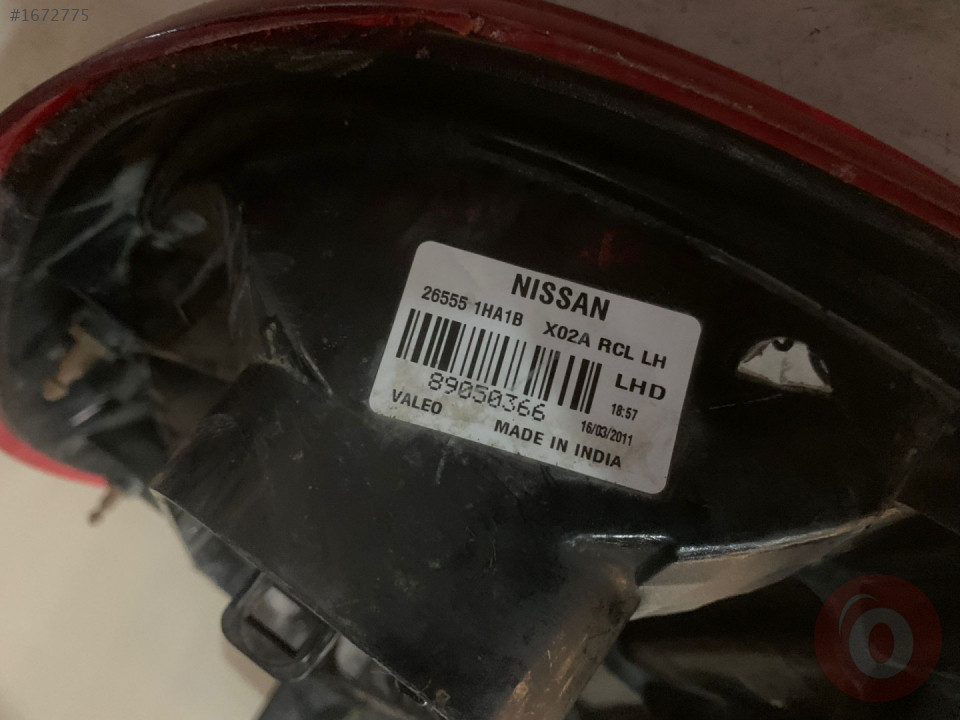 #1672775
NISSAN
26555 1HA1B X02A RCL LH
LHD
89050366 18:57
VALEO 16/03/2011
MADE IN INDIA